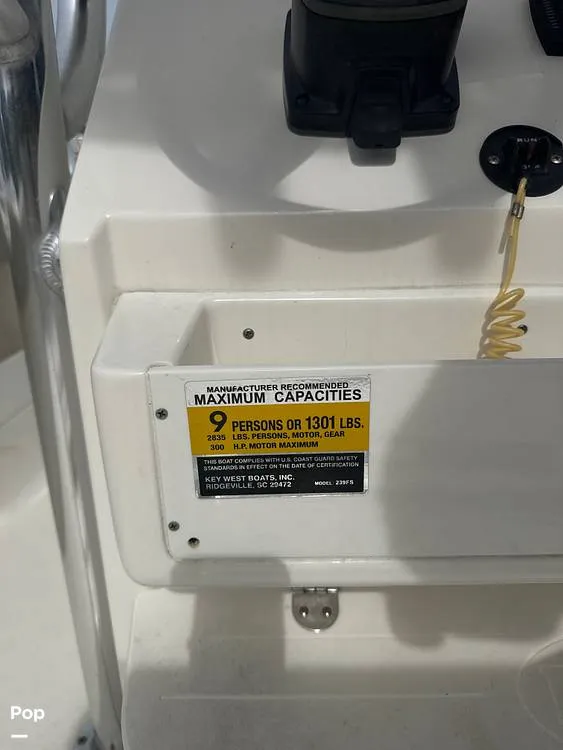 RUN
MANUFACTURER RECOMMENDED
MAXIMUM CAPACITIES
9 PERSONS OR 1301 LBS.
2835 LBS. PERSONS, MOTOR, GEAR
300 H.P. MOTOR MAXIMUM
THIS BOAT COMPLIES WITH U.S. COAST GUARD SAFETY
STANDARDS IN EFFECT ON THE DATE OF CERTIFICATION
KEY WEST BOATS, INC.
RIDGEVILLE, SC 29472 MODEL: 239FS
Pop